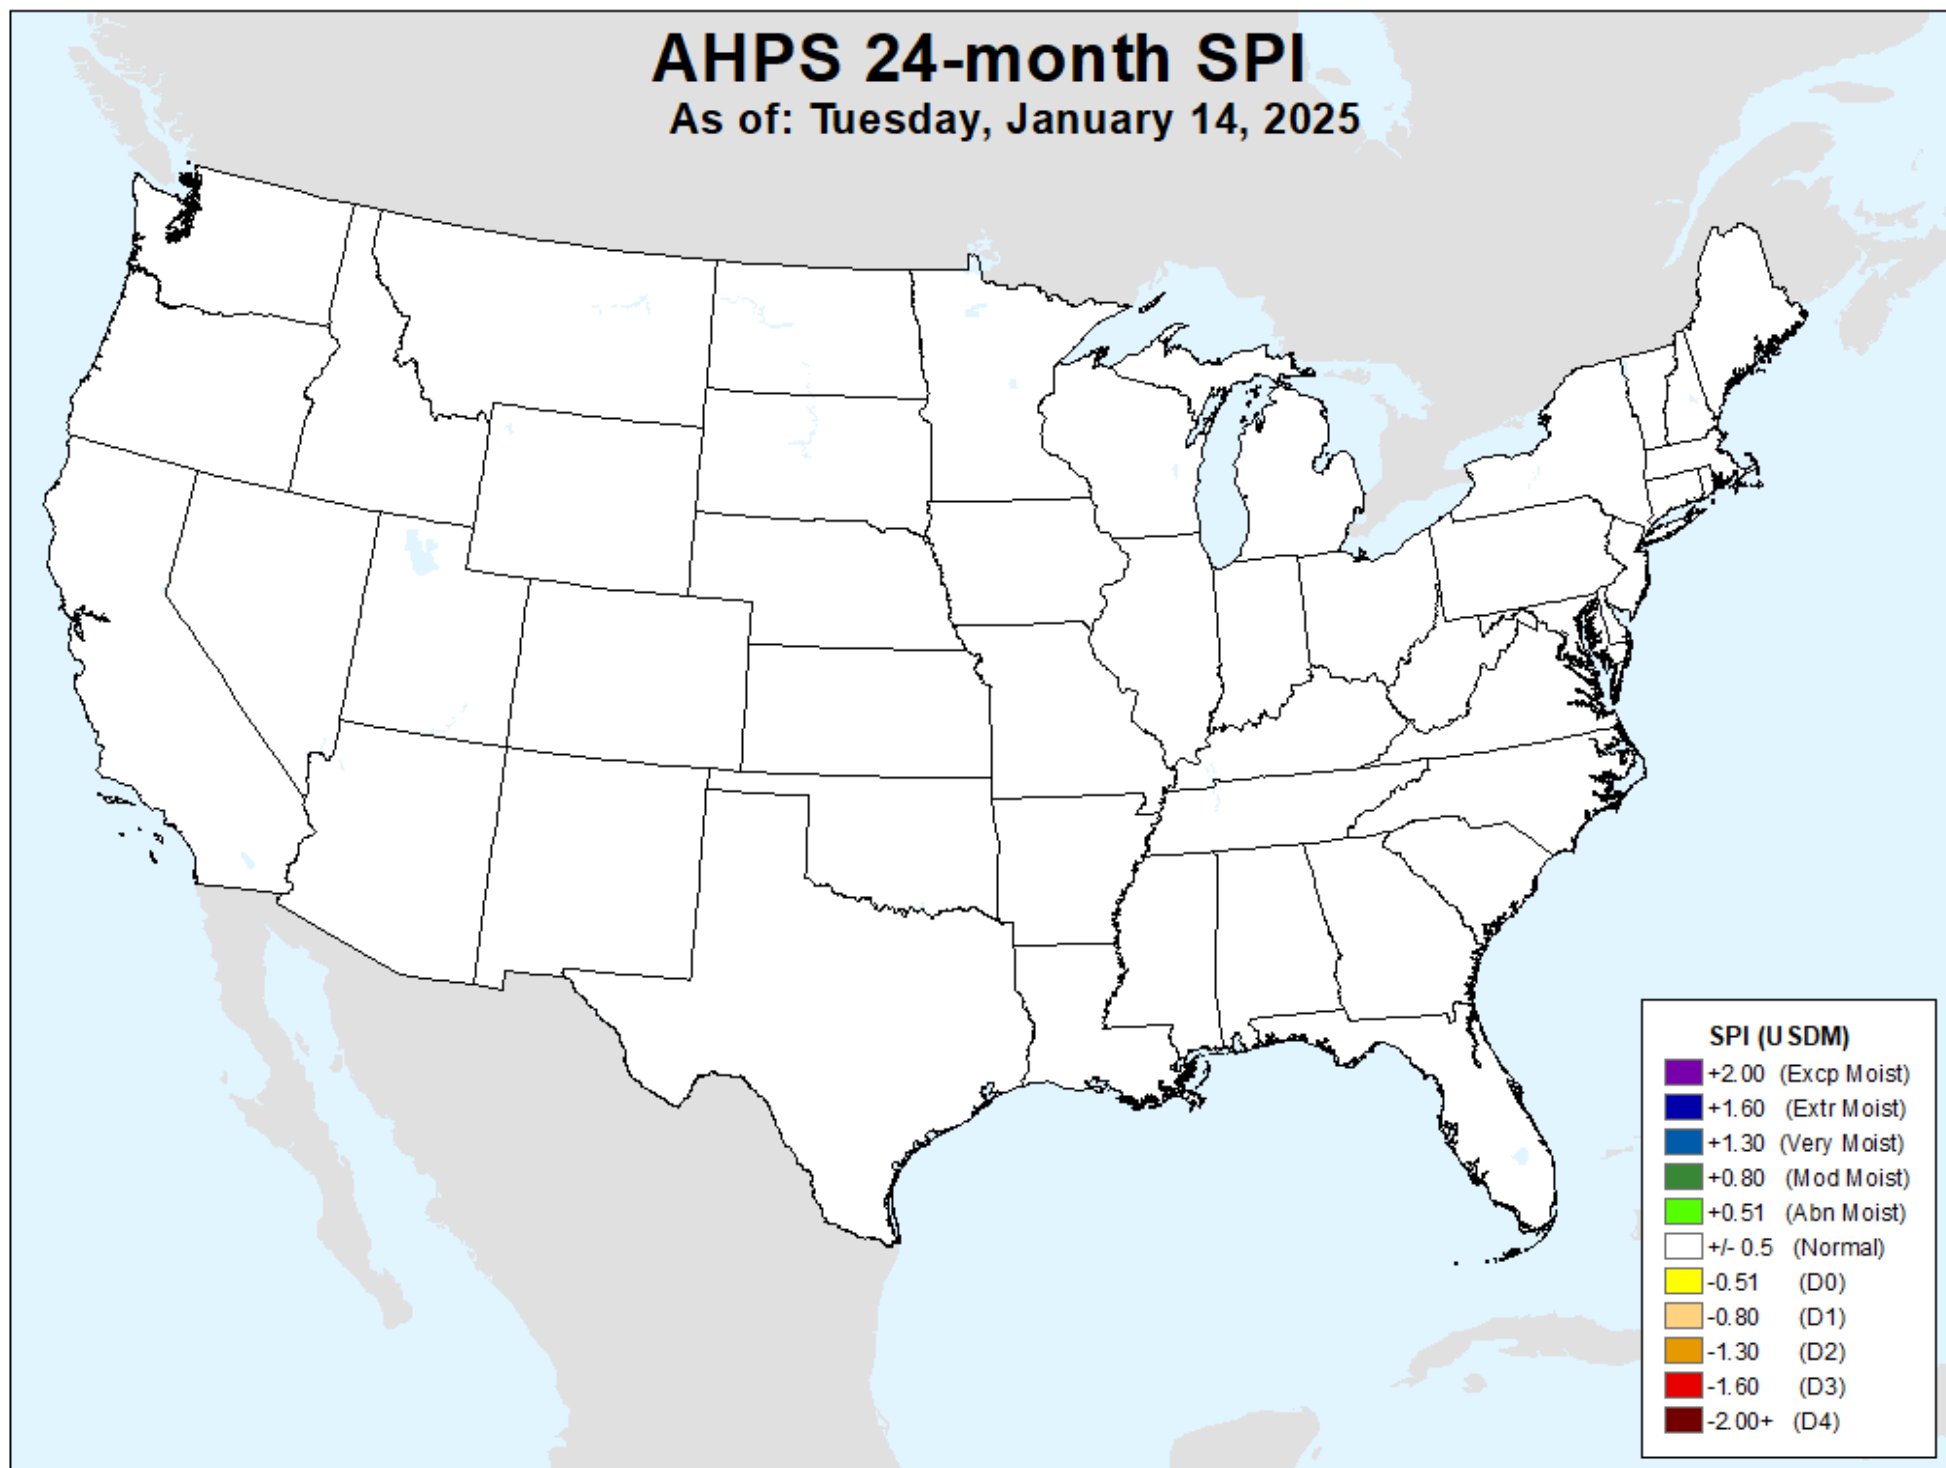 AHPS 24-month SPI
As of: Tuesday, January 14, 2025
SPI (USDM)
+2.00 (Excp Moist)
+1.60 (Extr Moist)
+1.30 (Very Moist)
+0.80 (Mod Moist)
+0.51 (Abn Moist)
+/- 0.5 (Normal)
-0.51 (D0)
-0.80 (D1)
-1.30 (D2)
-1.60 (D3)
-2.00+ (D4)